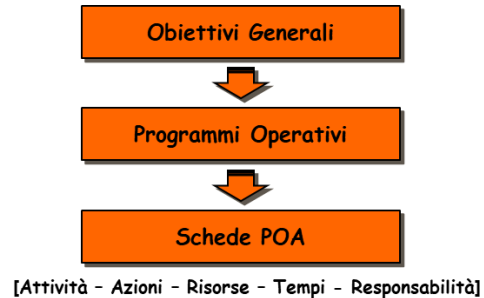 Obiettivi Generali
Programmi Operativi
Schede POA
[Attività – Azioni – Risorse – Tempi - Responsabilità]